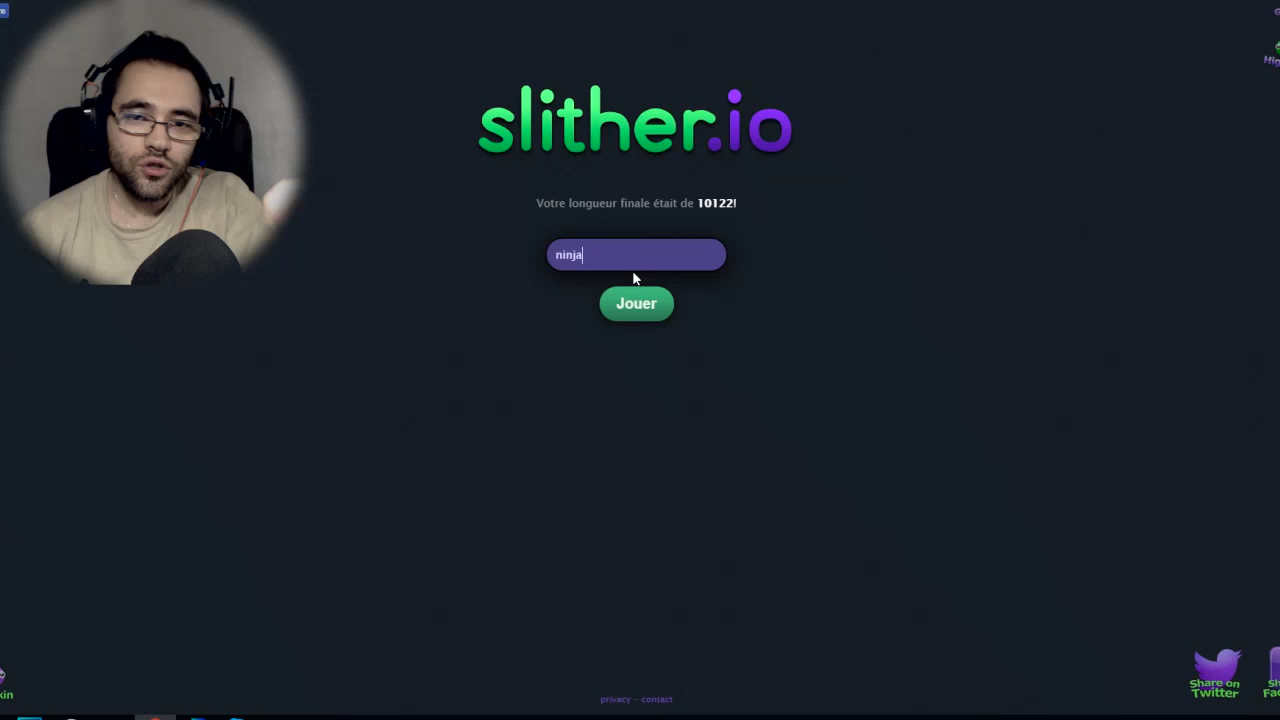 slither.io
Votre longueur finale était de 10122!
ninja
Jouer
Share on
Twitter
privacy - contact